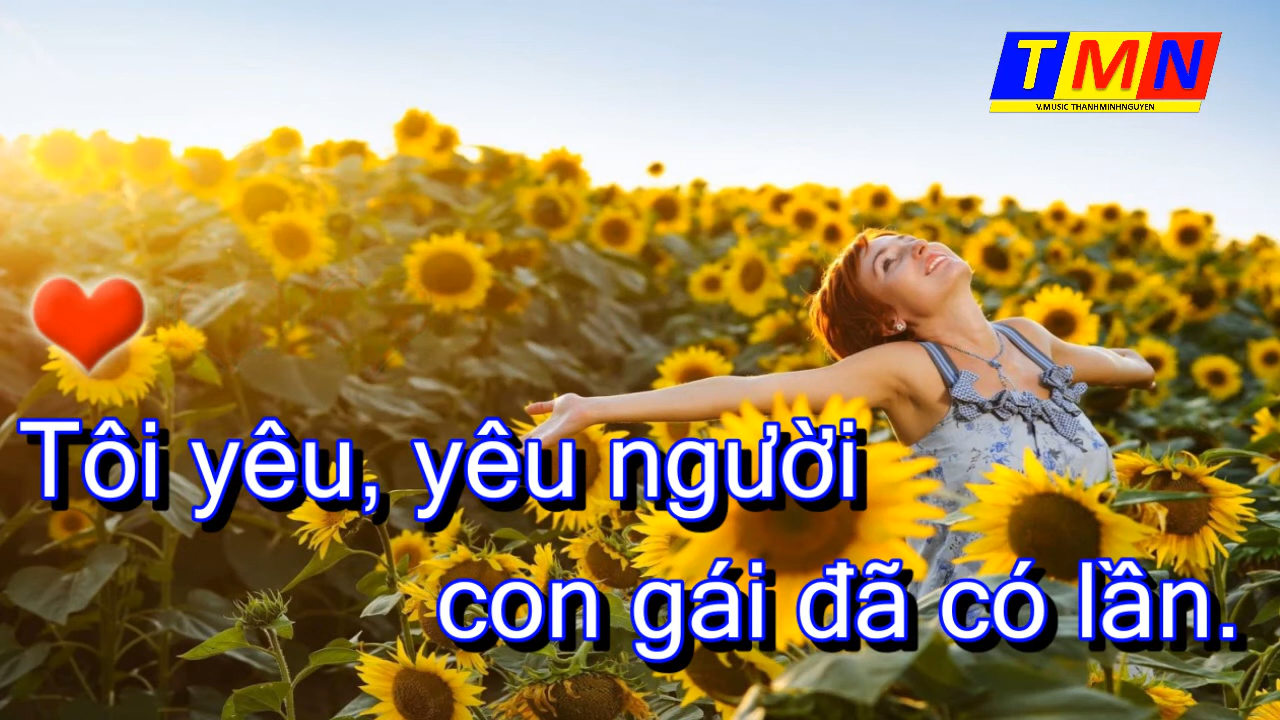 TMN
V.MUSIC THANHMINHNGUYEN
Tôi yêu, yêu người
con gái đã có lần.